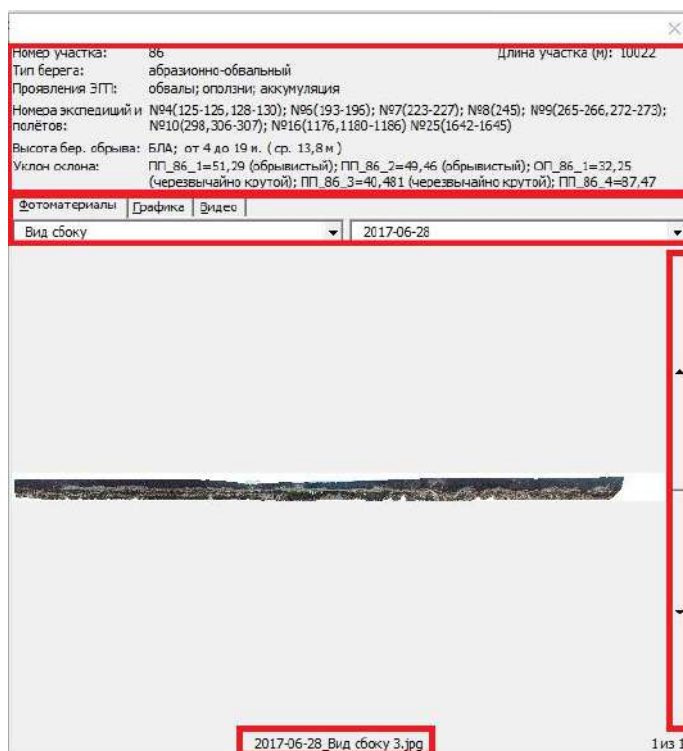 Номер участка: 86 Длина участка (м): 10022
Тип берега: абразионно-обвальный
Проявления ЭГП: обвалы; оползни; аккумуляция
Номера экспедиций и полётов: №4(125-126,128-130); №6(193-196); №7(223-227); №8(245); №9(265-266,272-273);
№10(298,306-307); №16(1176,1180-1186) №25(1642-1645)
Высота бер. обрыва: БЛА; от 4 до 19 м. ( ср. 13,8 м )
Уклон склона: ПП_86_1=51,29 (обрывистый); ПП_86_2=49,46 (обрывистый); ОП_86_1=32,25
(черезвычайно крутой); ПП_86_3=40,481 (черезвычайно крутой); ПП_86_4=87,47
Фотоматериалы Графика Видео
Вид сбоку 2017-06-28
2017-06-28_Вид сбоку 3.jpg 1 из 1